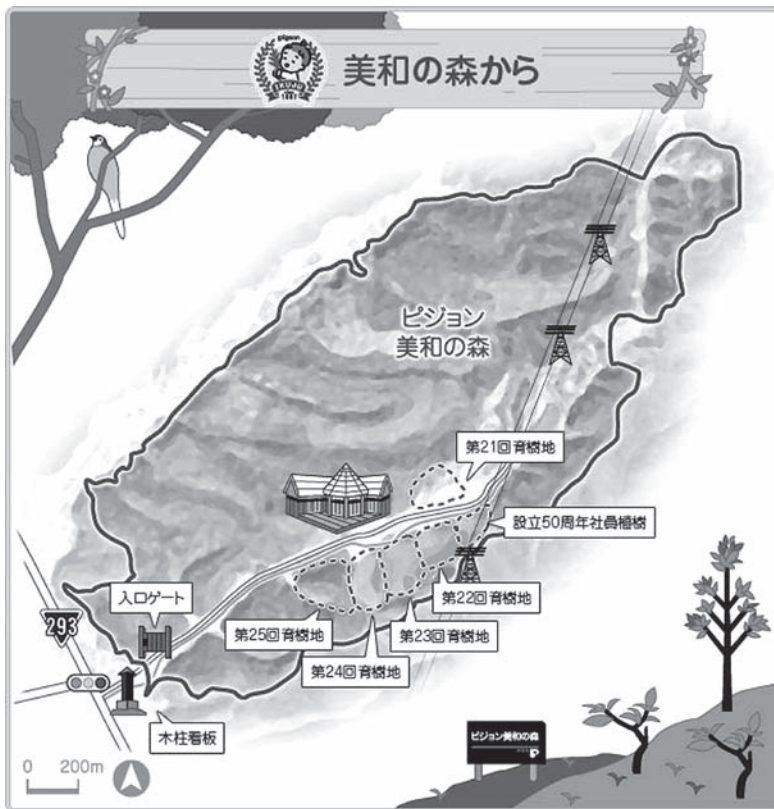 pigeon
IKUJU
美和の森から
ピジョン
美和の森
第21回育樹地
設立50周年社員植樹
第22回育樹地
第23回育樹地
第24回育樹地
第25回育樹地
入口ゲート
293
木柱看板
ピジョン美和の森
P
0 200m